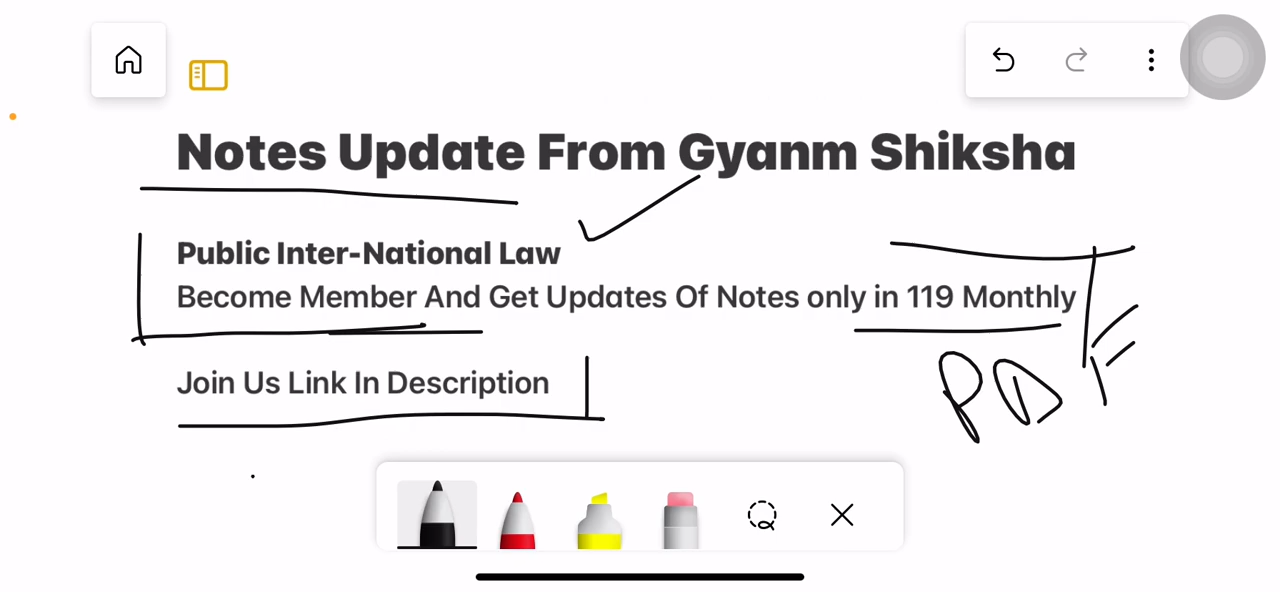 Notes Update From Gyanm Shiksha
Public Inter-National Law
Become Member And Get Updates Of Notes only in 119 Monthly
PDF
Join Us Link In Description